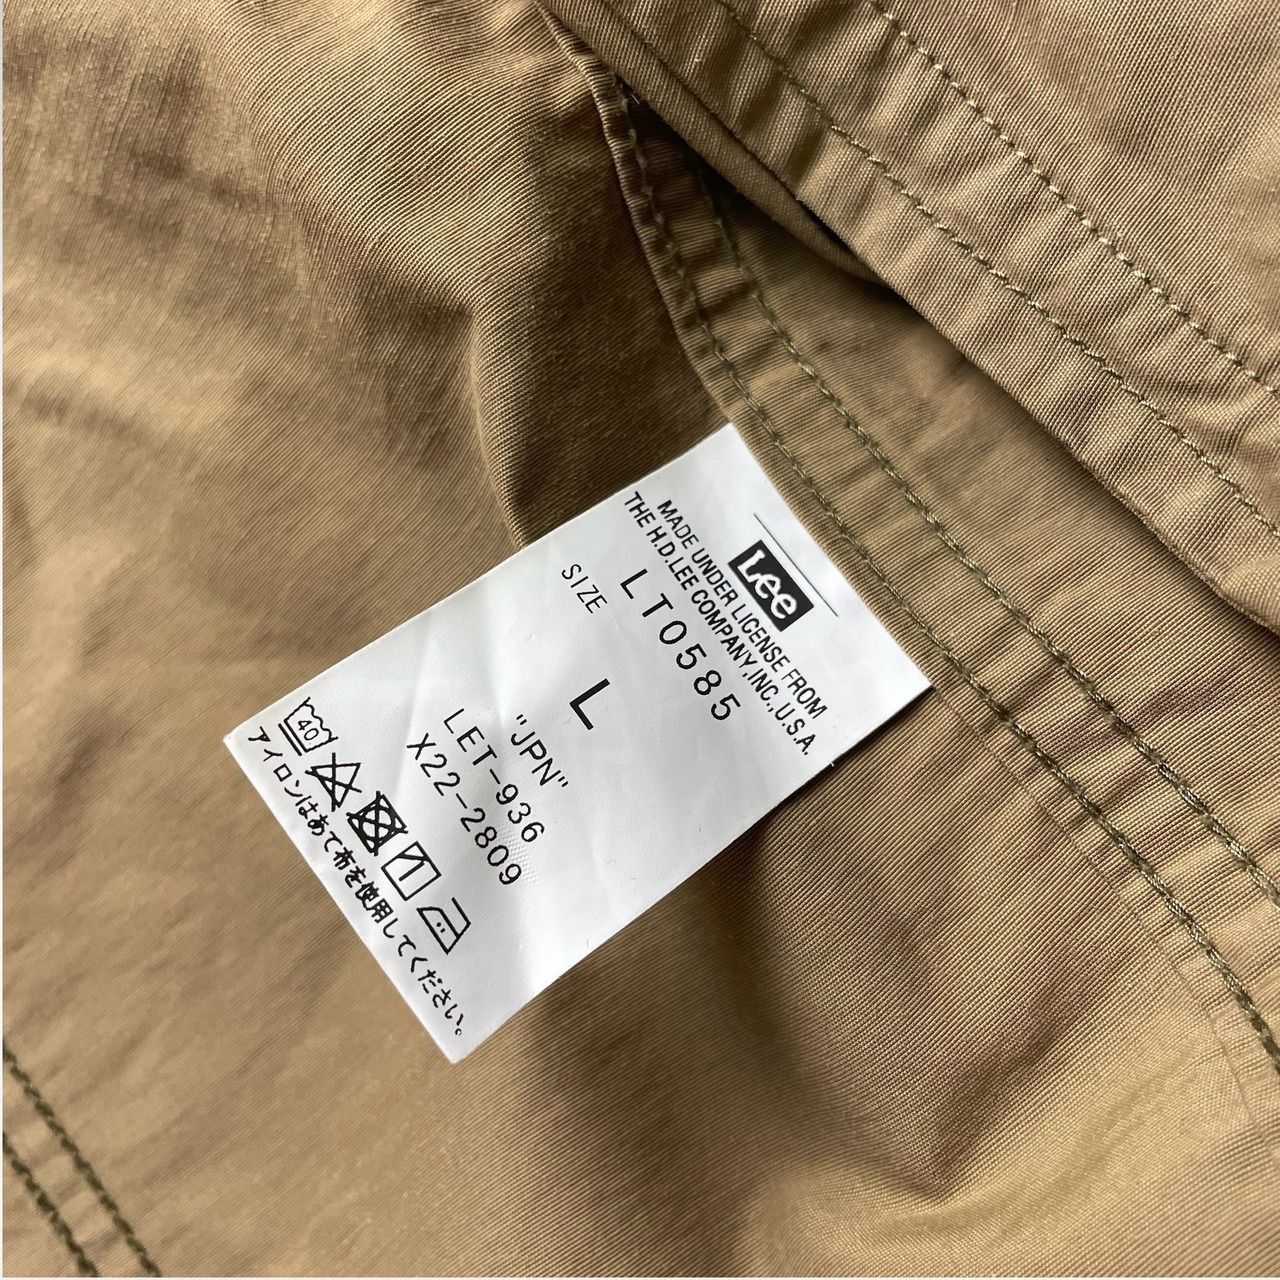 Lee
MADE UNDER LICENSE FROM
THE H.D.LEE COMPANY,INC.,U.S.A.
LT0585
SIZE L
"JPN"
LET-936
X22-2809
40
アイロンはあて布を使用してください。